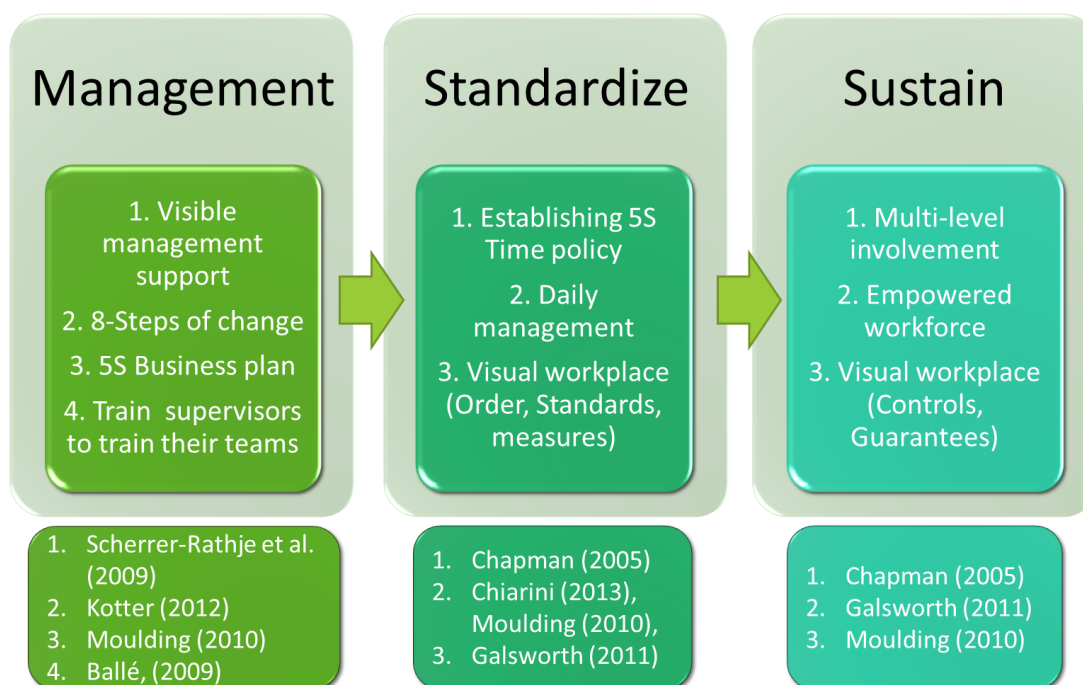 Management
1. Visible
management
support
2. 8-Steps of change
3. 5S Business plan
4. Train supervisors
to train their teams
1. Scherrer-Rathje et al.
(2009)
2. Kotter (2012)
3. Moulding (2010)
4. Ballé, (2009)
Standardize
1. Establishing 5S
Time policy
2. Daily
management
3. Visual workplace
(Order, Standards,
measures)
1. Chapman (2005)
2. Chiarini (2013),
Moulding (2010),
3. Galsworth (2011)
Sustain
1. Multi-level
involvement
2. Empowered
workforce
3. Visual workplace
(Controls,
Guarantees)
1. Chapman (2005)
2. Galsworth (2011)
3. Moulding (2010)